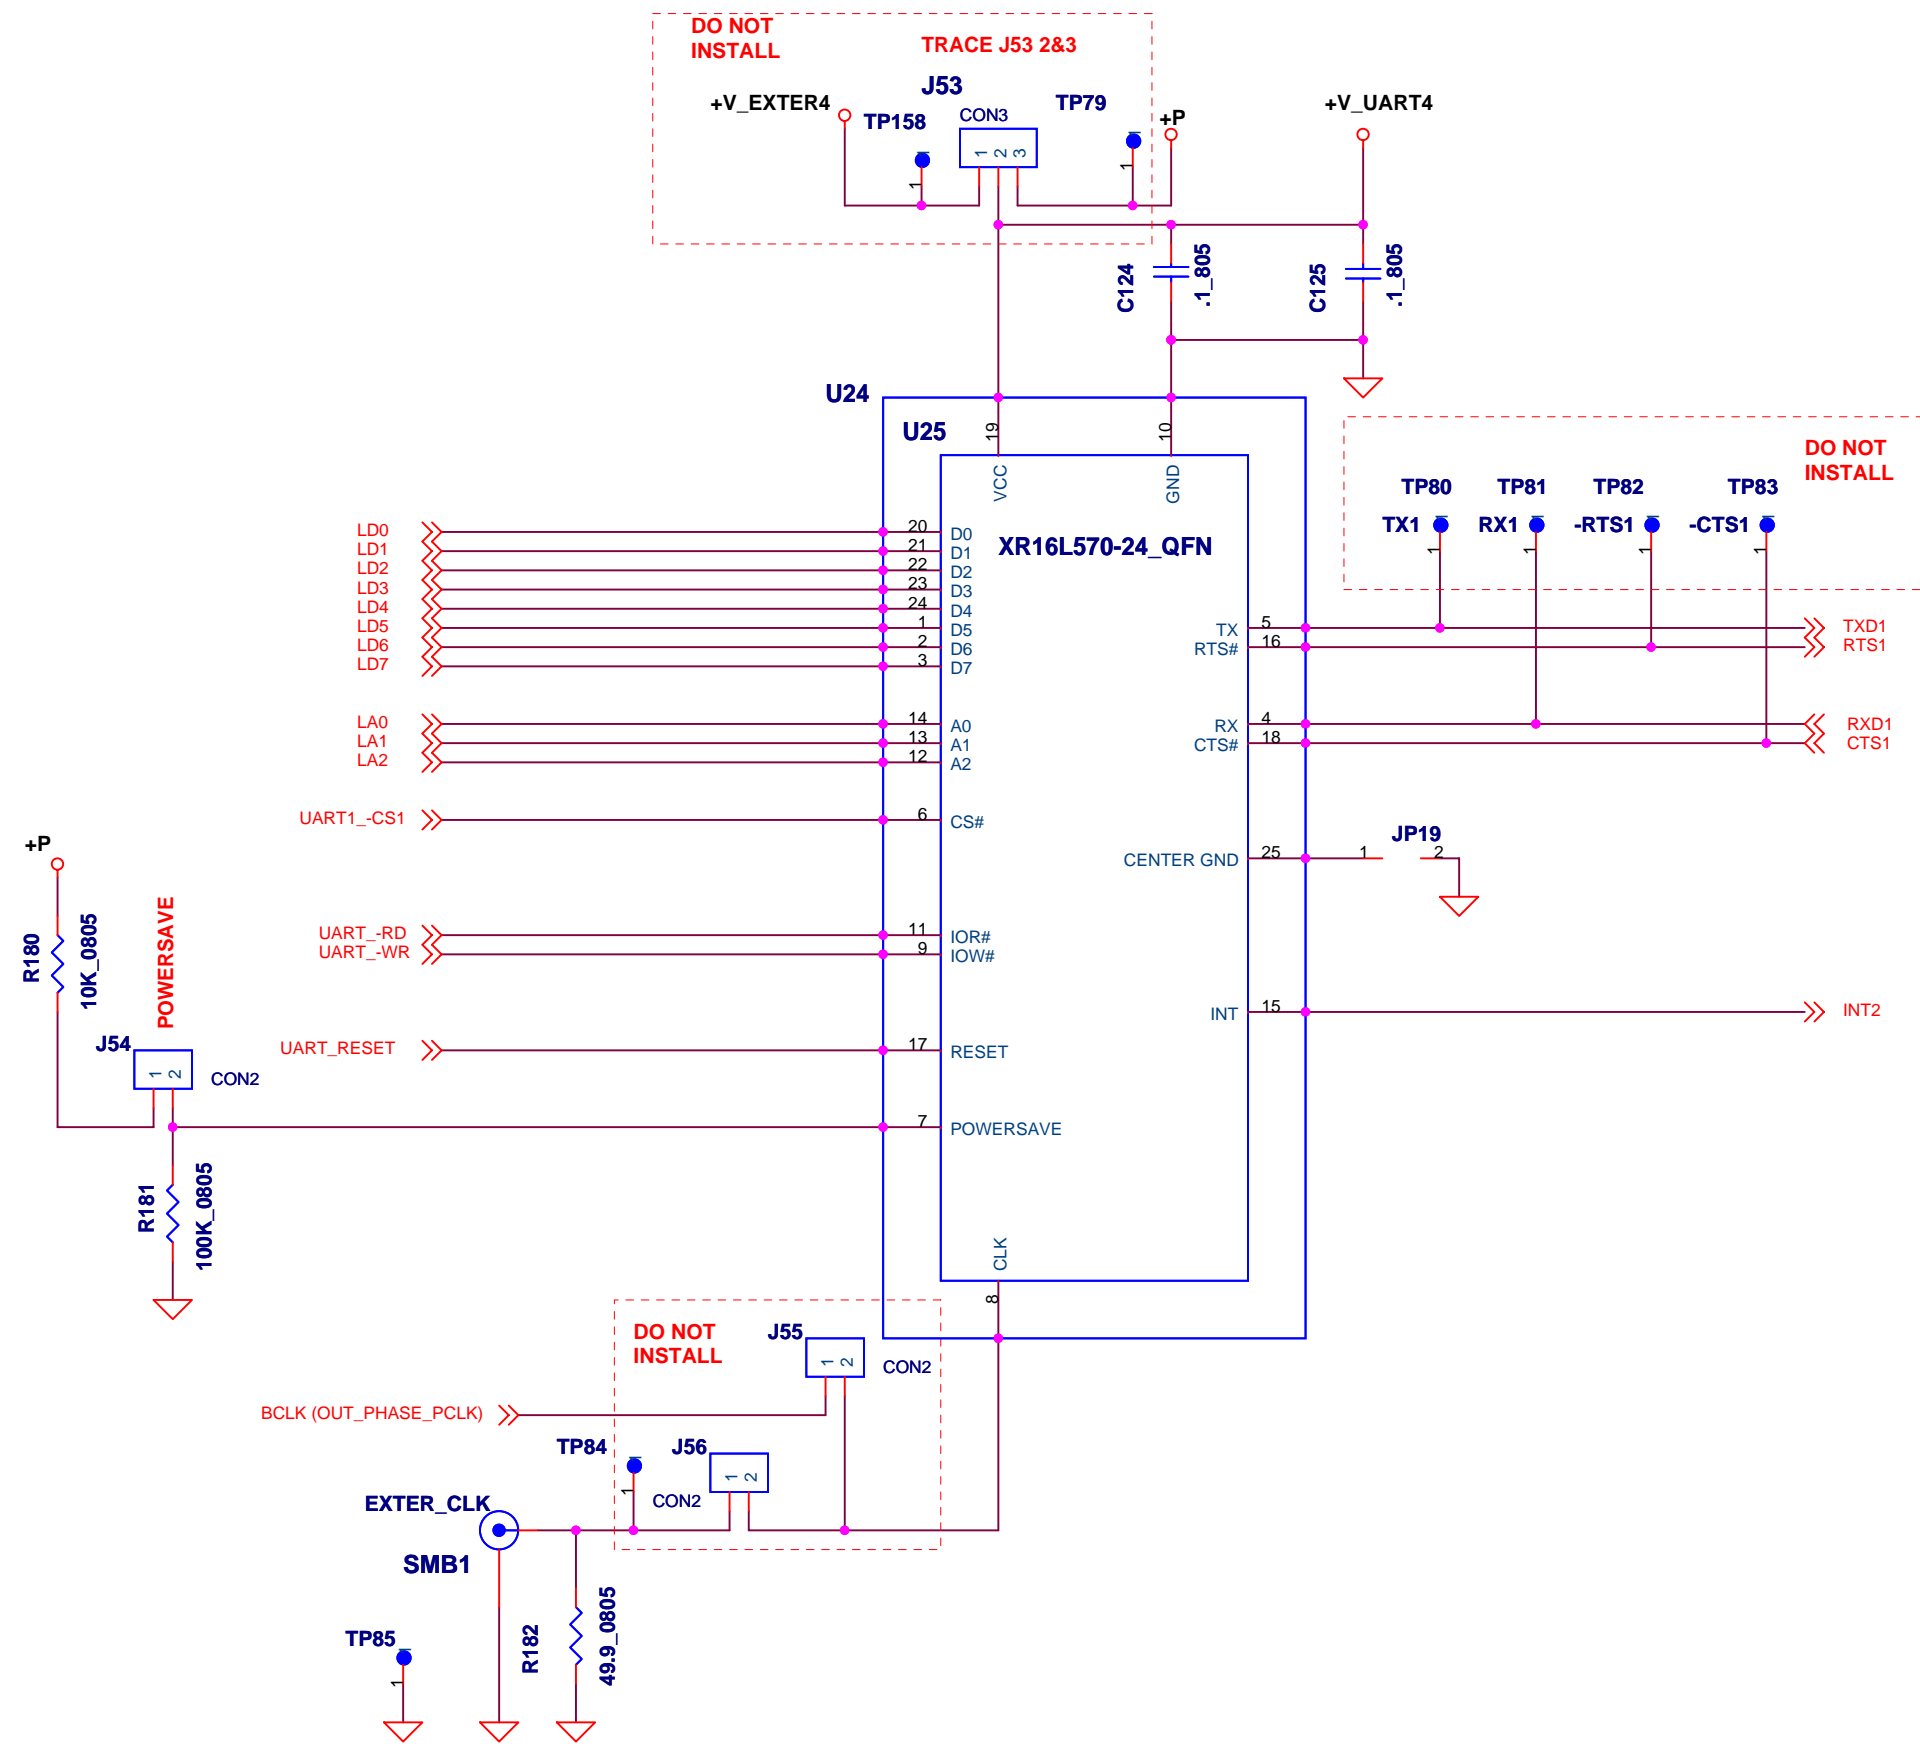 DO NOT
INSTALL
TRACE J53 2&3
J53
+V_EXTER4
TP158
CON3
TP79
+P
+V_UART4
1
1 2 3
1
C124
.1_805
C125
.1_805
U24
U25
19
10
VCC
GND
XR16L570-24_QFN
DO NOT
INSTALL
TP80
TP81
TP82
TP83
TX1
RX1
-RTS1
-CTS1
1
1
1
1
LD0
20
D0
LD1
21
D1
LD2
22
D2
LD3
23
D3
LD4
24
D4
LD5
1
D5
LD6
2
D6
LD7
3
D7
TX
5
TXD1
RTS#
16
RTS1
LA0
14
A0
LA1
13
A1
LA2
12
A2
RX
4
RXD1
CTS#
18
CTS1
UART1_-CS1
6
CS#
CENTER GND
25
1
JP19
2
+P
R180
10K_0805
POWERSAVE
UART_-RD
11
IOR#
UART_-WR
9
IOW#
INT
15
INT2
J54
1 2
CON2
UART_RESET
17
RESET
7
POWERSAVE
R181
100K_0805
CLK
8
DO NOT
INSTALL
J55
1 2
CON2
BCLK (OUT_PHASE_PCLK)
TP84
1
J56
1 2
CON2
EXTER_CLK
SMB1
R182
49.9_0805
TP85
1